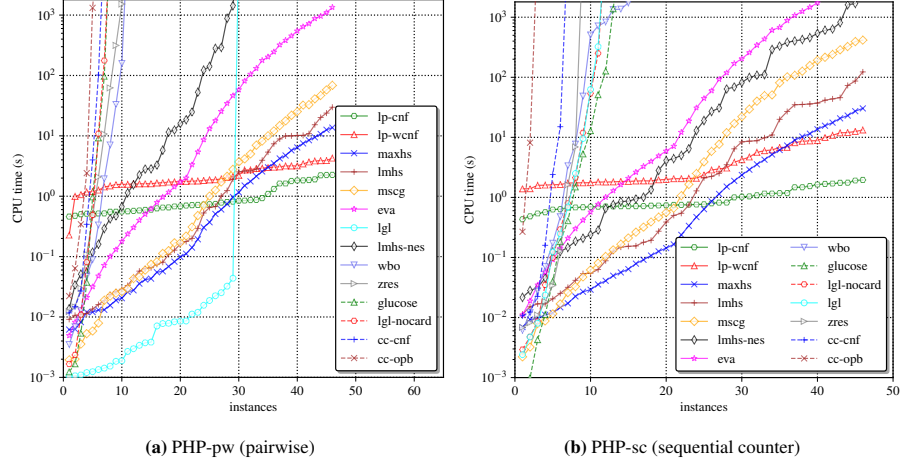 10³
10²
10¹
10⁰
10⁻¹
10⁻²
10⁻³
CPU time (s)
0 10 20 30 40 50 60
instances
lp-cnf
lp-wcnf
maxhs
lmhs
mscg
eva
lgl
lmhs-nes
wbo
zres
glucose
lgl-nocard
cc-cnf
cc-opb
(a) PHP-pw (pairwise)
10³
10²
10¹
10⁰
10⁻¹
10⁻²
10⁻³
CPU time (s)
0 10 20 30 40 50
instances
lp-cnf
lp-wcnf
maxhs
lmhs
mscg
lmhs-nes
eva
wbo
glucose
lgl-nocard
lgl
zres
cc-cnf
cc-opb
(b) PHP-sc (sequential counter)